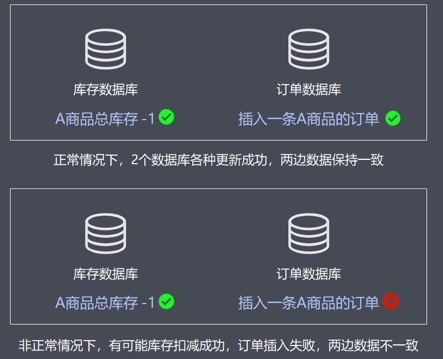 库存数据库 订单数据库
A商品总库存 -1 插入一条A商品的订单
正常情况下，2个数据库各种更新成功，两边数据保持一致
库存数据库 订单数据库
A商品总库存 -1 插入一条A商品的订单
非正常情况下，有可能库存扣减成功，订单插入失败，两边数据不一致